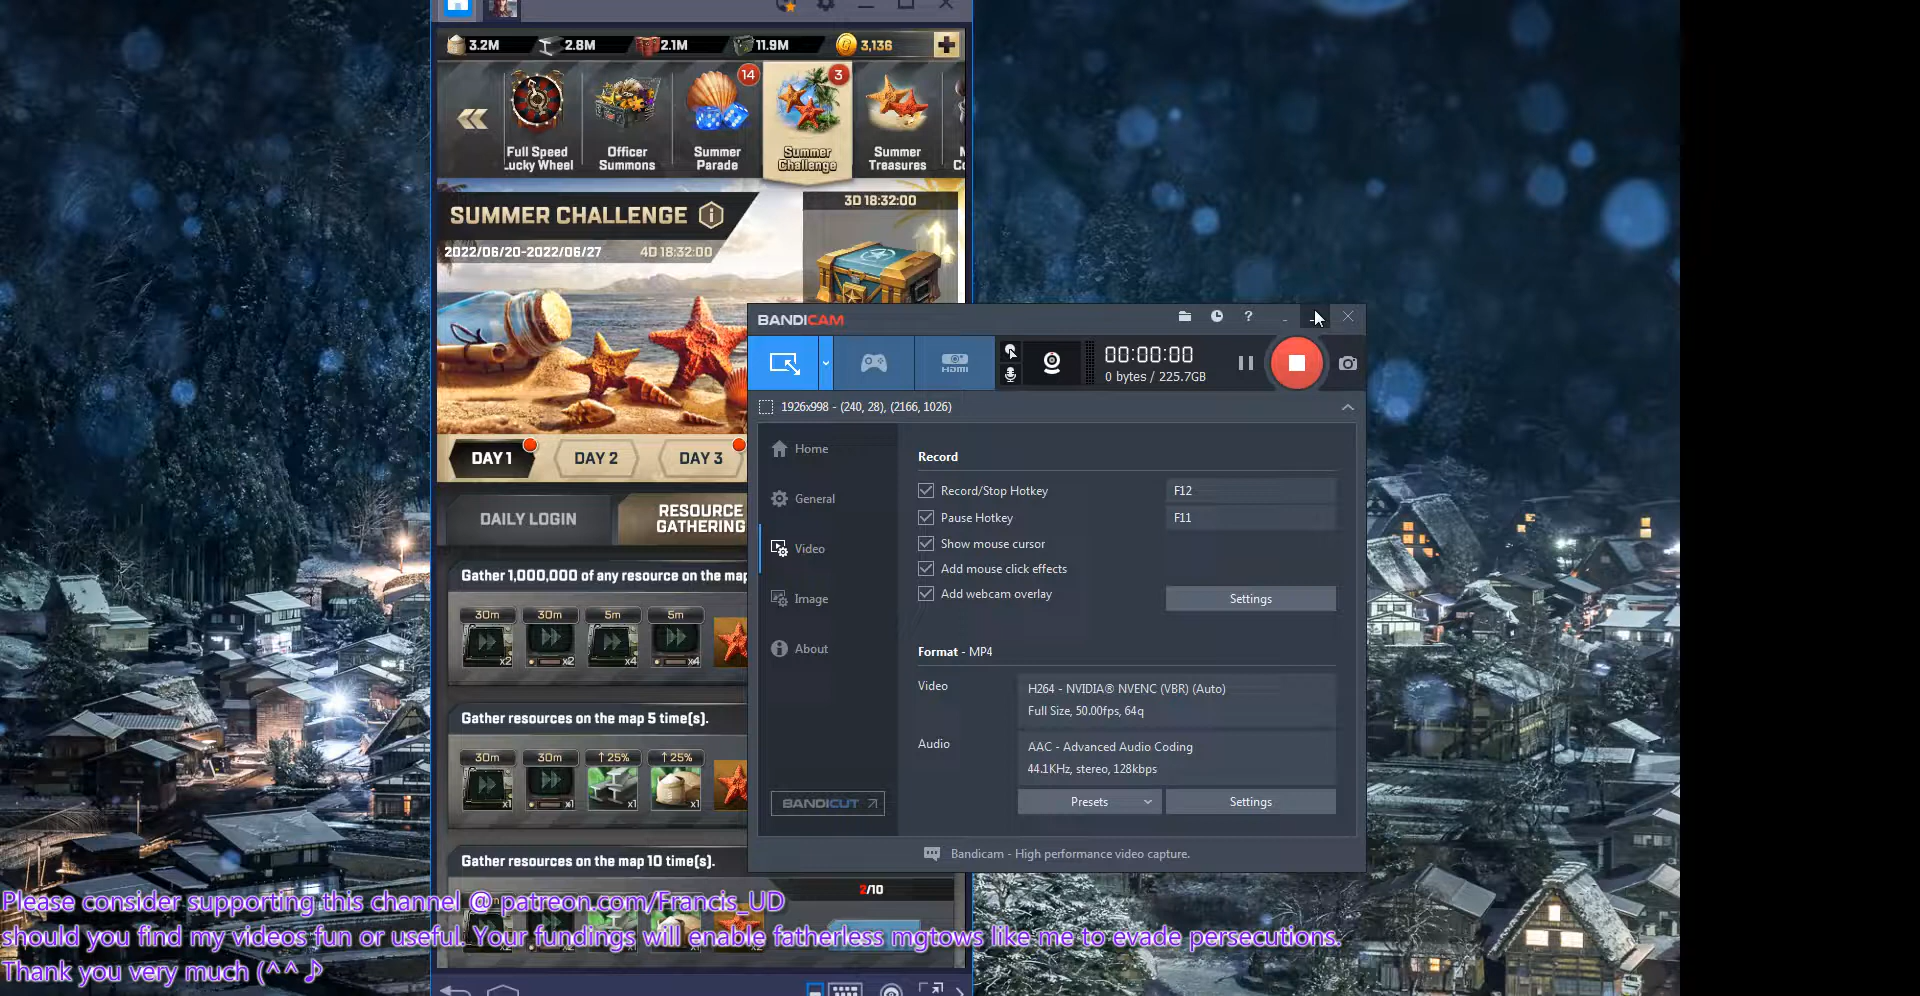 3.2M 2.8M 2.1M 11.9M 3,136
14 3
Full Speed
Lucky Wheel
Officer
Summons
Summer
Parade
Summer
Challenge
Summer
Treasures
SUMMER CHALLENGE
3D 18:32:00
2022/06/20-2022/06/27 4D 18:32:00
DAY 1 DAY 2 DAY 3
DAILY LOGIN
RESOURCE
GATHERING
Gather 1,000,000 of any resource on the map
30m 30m 5m 5m
x2 x2 x4 x4
Gather resources on the map 5 time(s).
30m 30m ↑25% ↑25%
x1 x1 x1 x1
Gather resources on the map 10 time(s).
2/10
BANDICAM
?
HDMI
00:00:00
0 bytes / 225.7GB
1926x998 - (240, 28), (2166, 1026)
Home
General
Video
Image
About
BANDICUT
Record
Record/Stop Hotkey F12
Pause Hotkey F11
Show mouse cursor
Add mouse click effects
Add webcam overlay
Settings
Format - MP4
Video
H264 - NVIDIA® NVENC (VBR) (Auto)
Full Size, 50.00fps, 64q
Audio
AAC - Advanced Audio Coding
44.1KHz, stereo, 128kbps
Presets Settings
Bandicam - High performance video capture.
Please consider supporting this channel @ patreon.com/Francis_UD
should you find my videos fun or useful. Your fundings will enable fatherless mgtows like me to evade persecutions.
Thank you very much (^^♪